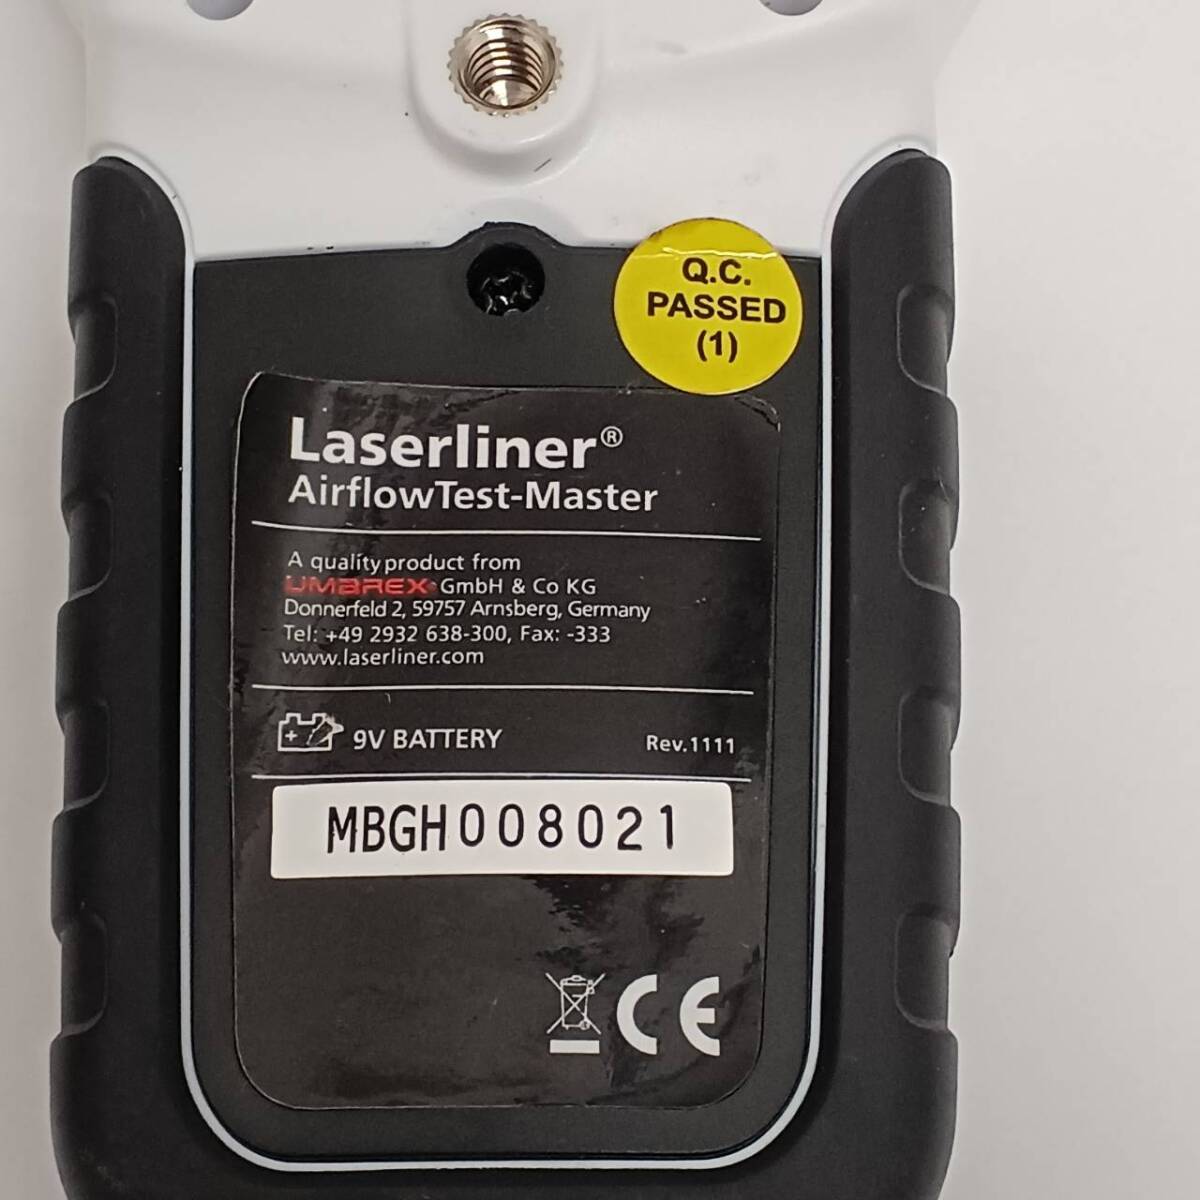 Q.C.
PASSED
(1)
Laserliner®
AirflowTest-Master
A quality product from
UMAREX® GmbH & Co KG
Donnerfeld 2, 59757 Arnsberg, Germany
Tel: +49 2932 638-300, Fax: -333
www.laserliner.com
9V BATTERY Rev.1111
MBGH008021
CE